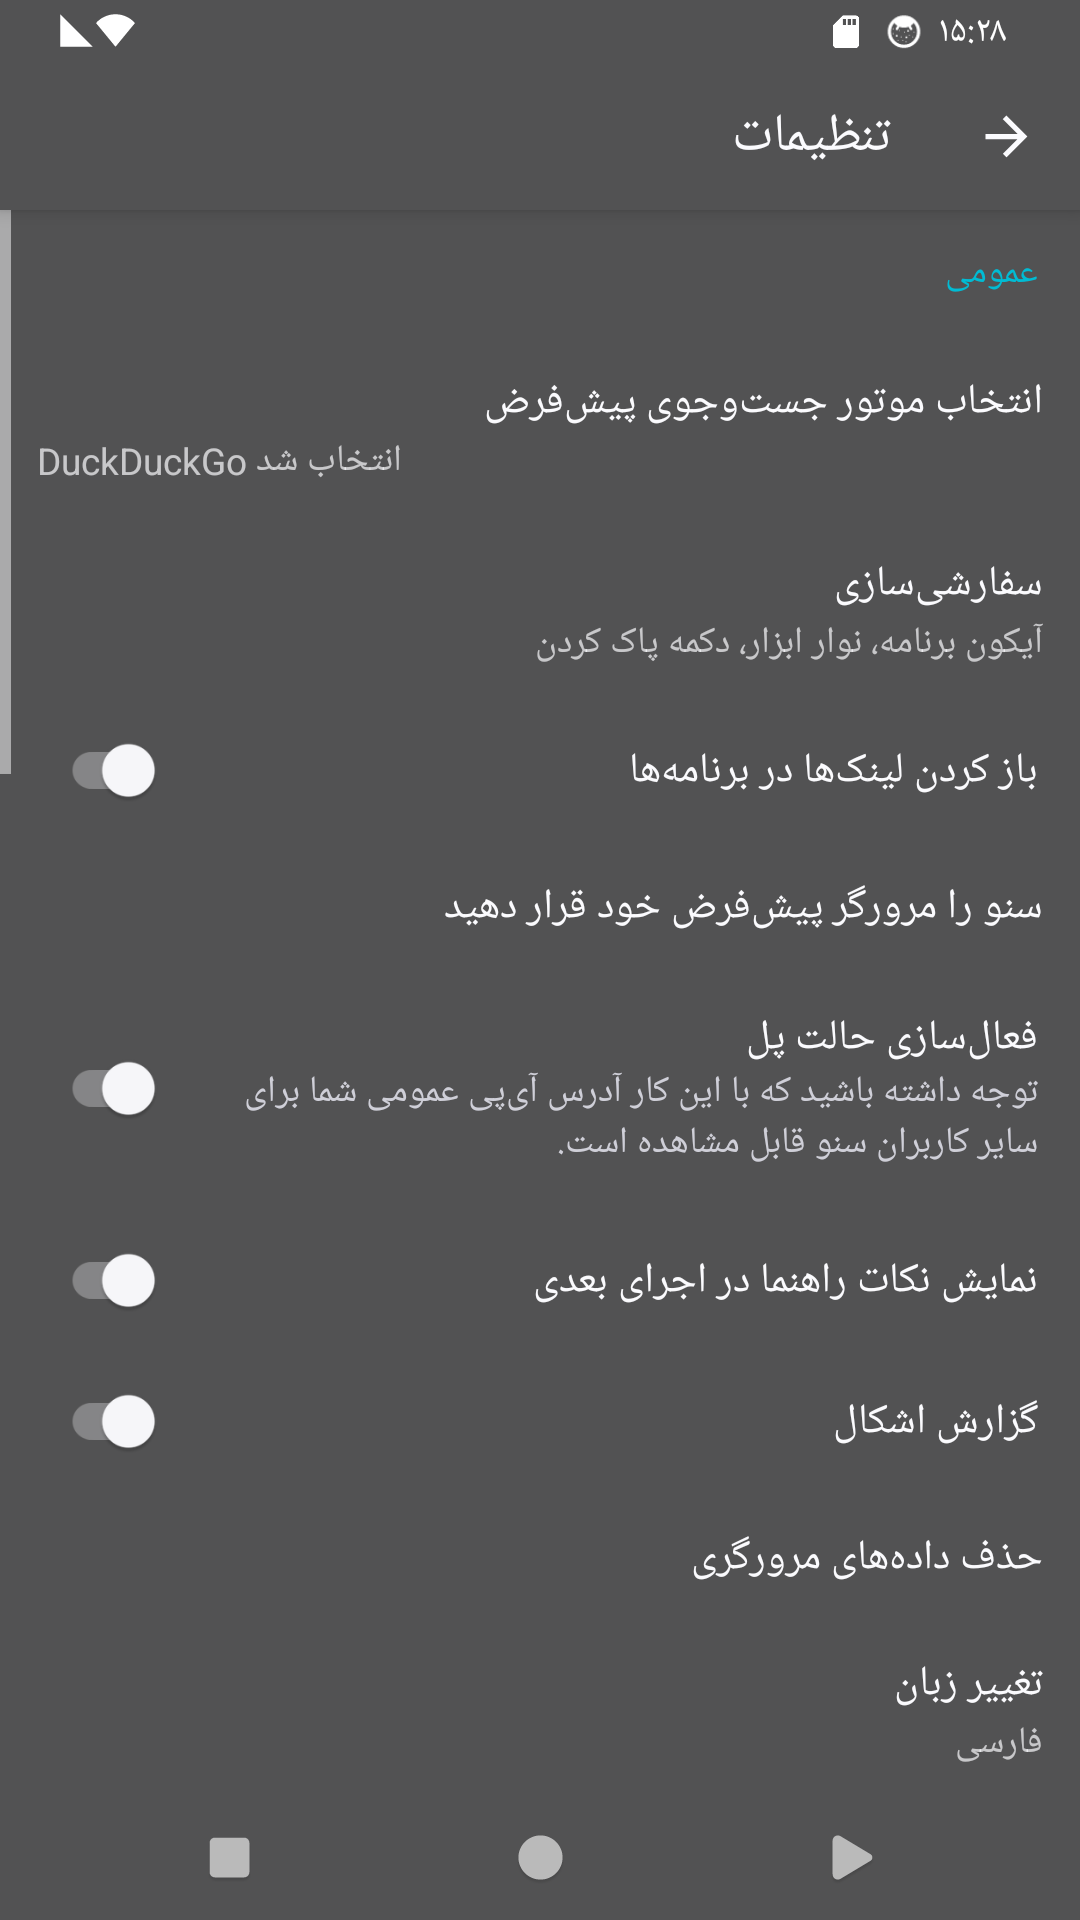 ۱۵:۲۸
تنظیمات
عمومی
انتخاب موتور جست‌وجوی پیش‌فرض
DuckDuckGo انتخاب شد
سفارشی‌سازی
آیکون برنامه، نوار ابزار، دکمه پاک کردن
باز کردن لینک‌ها در برنامه‌ها
سنو را مرورگر پیش‌فرض خود قرار دهید
فعال‌سازی حالت پل
توجه داشته باشید که با این کار آدرس آی‌پی عمومی شما برای
سایر کاربران سنو قابل مشاهده است.
نمایش نکات راهنما در اجرای بعدی
گزارش اشکال
حذف داده‌های مرورگری
تغییر زبان
فارسی